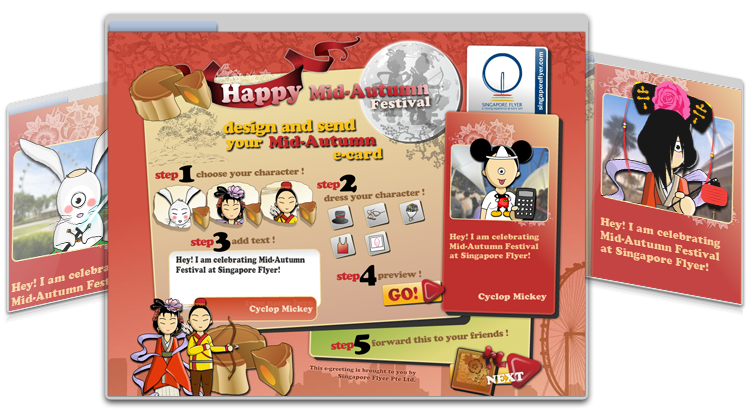 Happy Mid-Autumn
Festival
design and send
your Mid-Autumn
e-card
step 1 choose your character !
step 2
dress your character !
step 3 add text !
Hey! I am celebrating Mid-Autumn
Festival at Singapore Flyer!
Cyclop Mickey
step 4 preview !
GO!
step 5 forward this to your friends !
This e-greeting is brought to you by
Singapore Flyer Pte Ltd.
NEXT
SINGAPORE FLYER
singaporeflyer.com
Hey! I am celebrating
Mid-Autumn Festival
at Singapore Flyer!
Cyclop Mickey
Hey! I am celebra
Mid-Autumn Fest
Hey! I am celebrating
Mid-Autumn Festival
at Singapore Flyer!